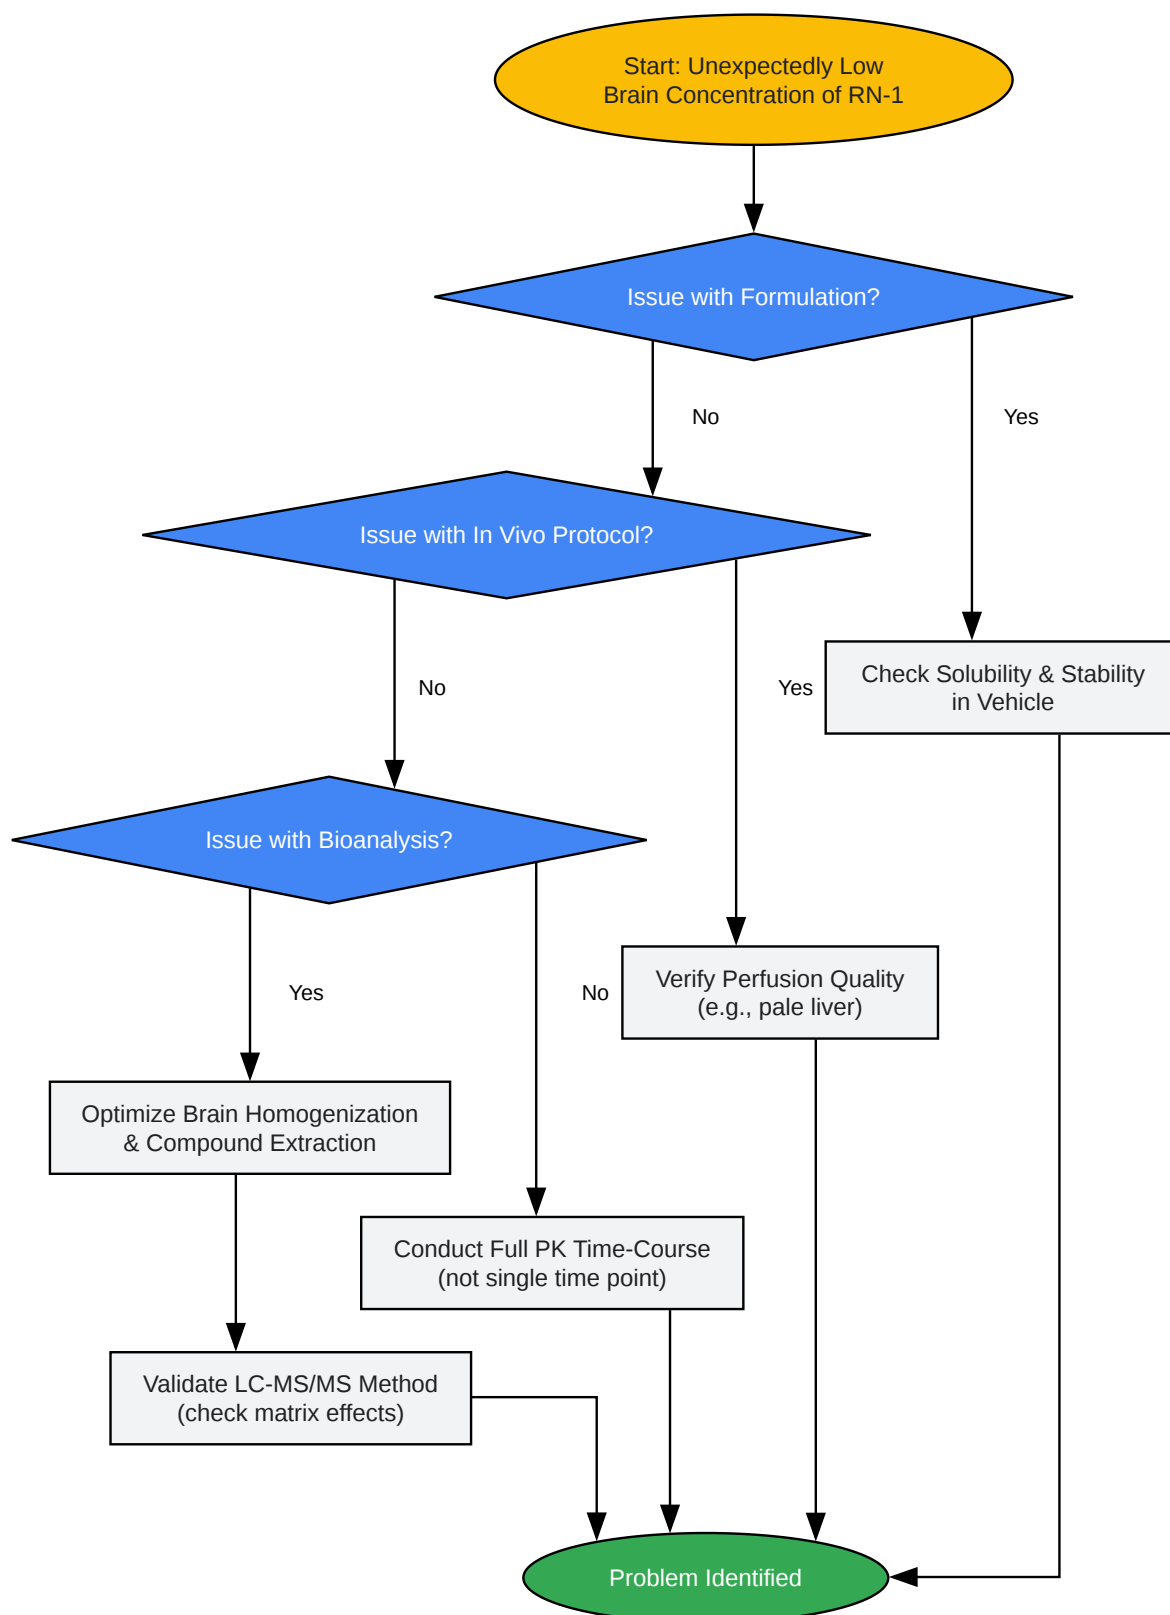 Start: Unexpectedly Low
Brain Concentration of RN-1
Issue with Formulation?
No
Yes
Issue with In Vivo Protocol?
No
Yes
Check Solubility & Stability
in Vehicle
Issue with Bioanalysis?
Yes
No
Verify Perfusion Quality
(e.g., pale liver)
Optimize Brain Homogenization
& Compound Extraction
Conduct Full PK Time-Course
(not single time point)
Validate LC-MS/MS Method
(check matrix effects)
Problem Identified